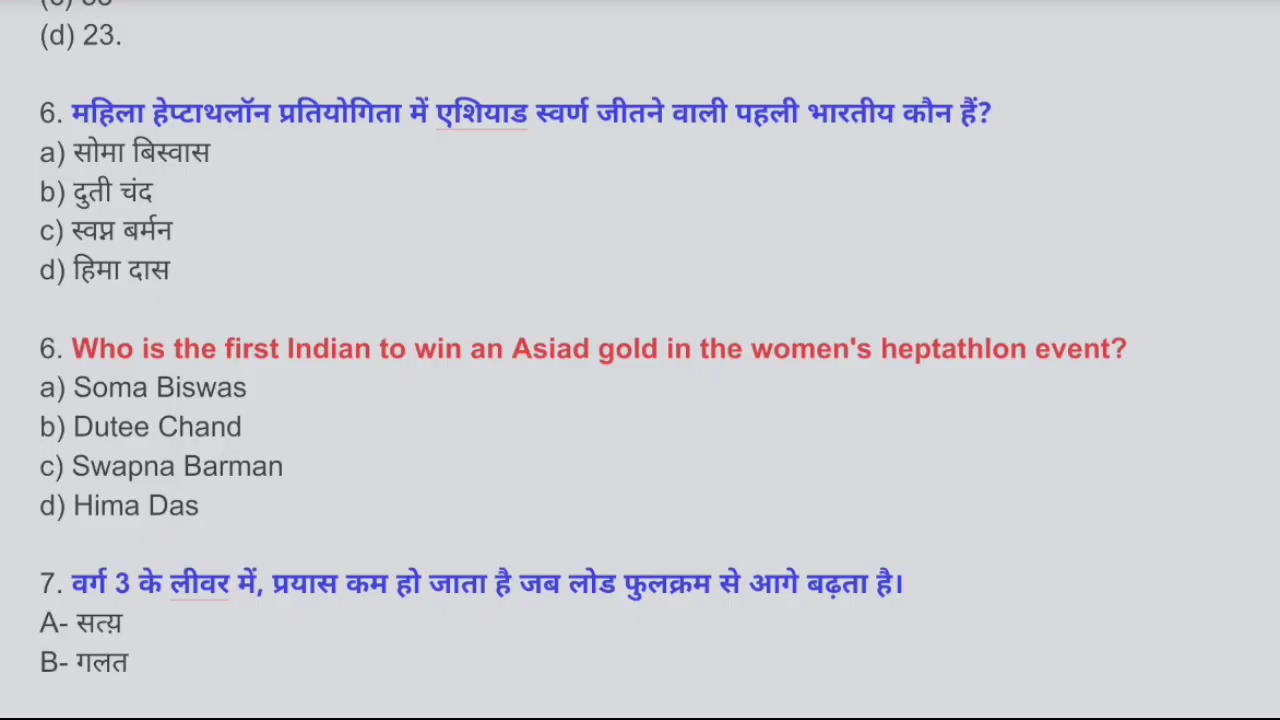 (d) 23.
6. महिला हेप्टाथलॉन प्रतियोगिता में एशियाड स्वर्ण जीतने वाली पहली भारतीय कौन हैं?
a) सोमा बिस्वास
b) दुती चंद
c) स्वप्न बर्मन
d) हिमा दास
6. Who is the first Indian to win an Asiad gold in the women's heptathlon event?
a) Soma Biswas
b) Dutee Chand
c) Swapna Barman
d) Hima Das
7. वर्ग 3 के लीवर में, प्रयास कम हो जाता है जब लोड फुलक्रम से आगे बढ़ता है।
A- सत्य़
B- गलत